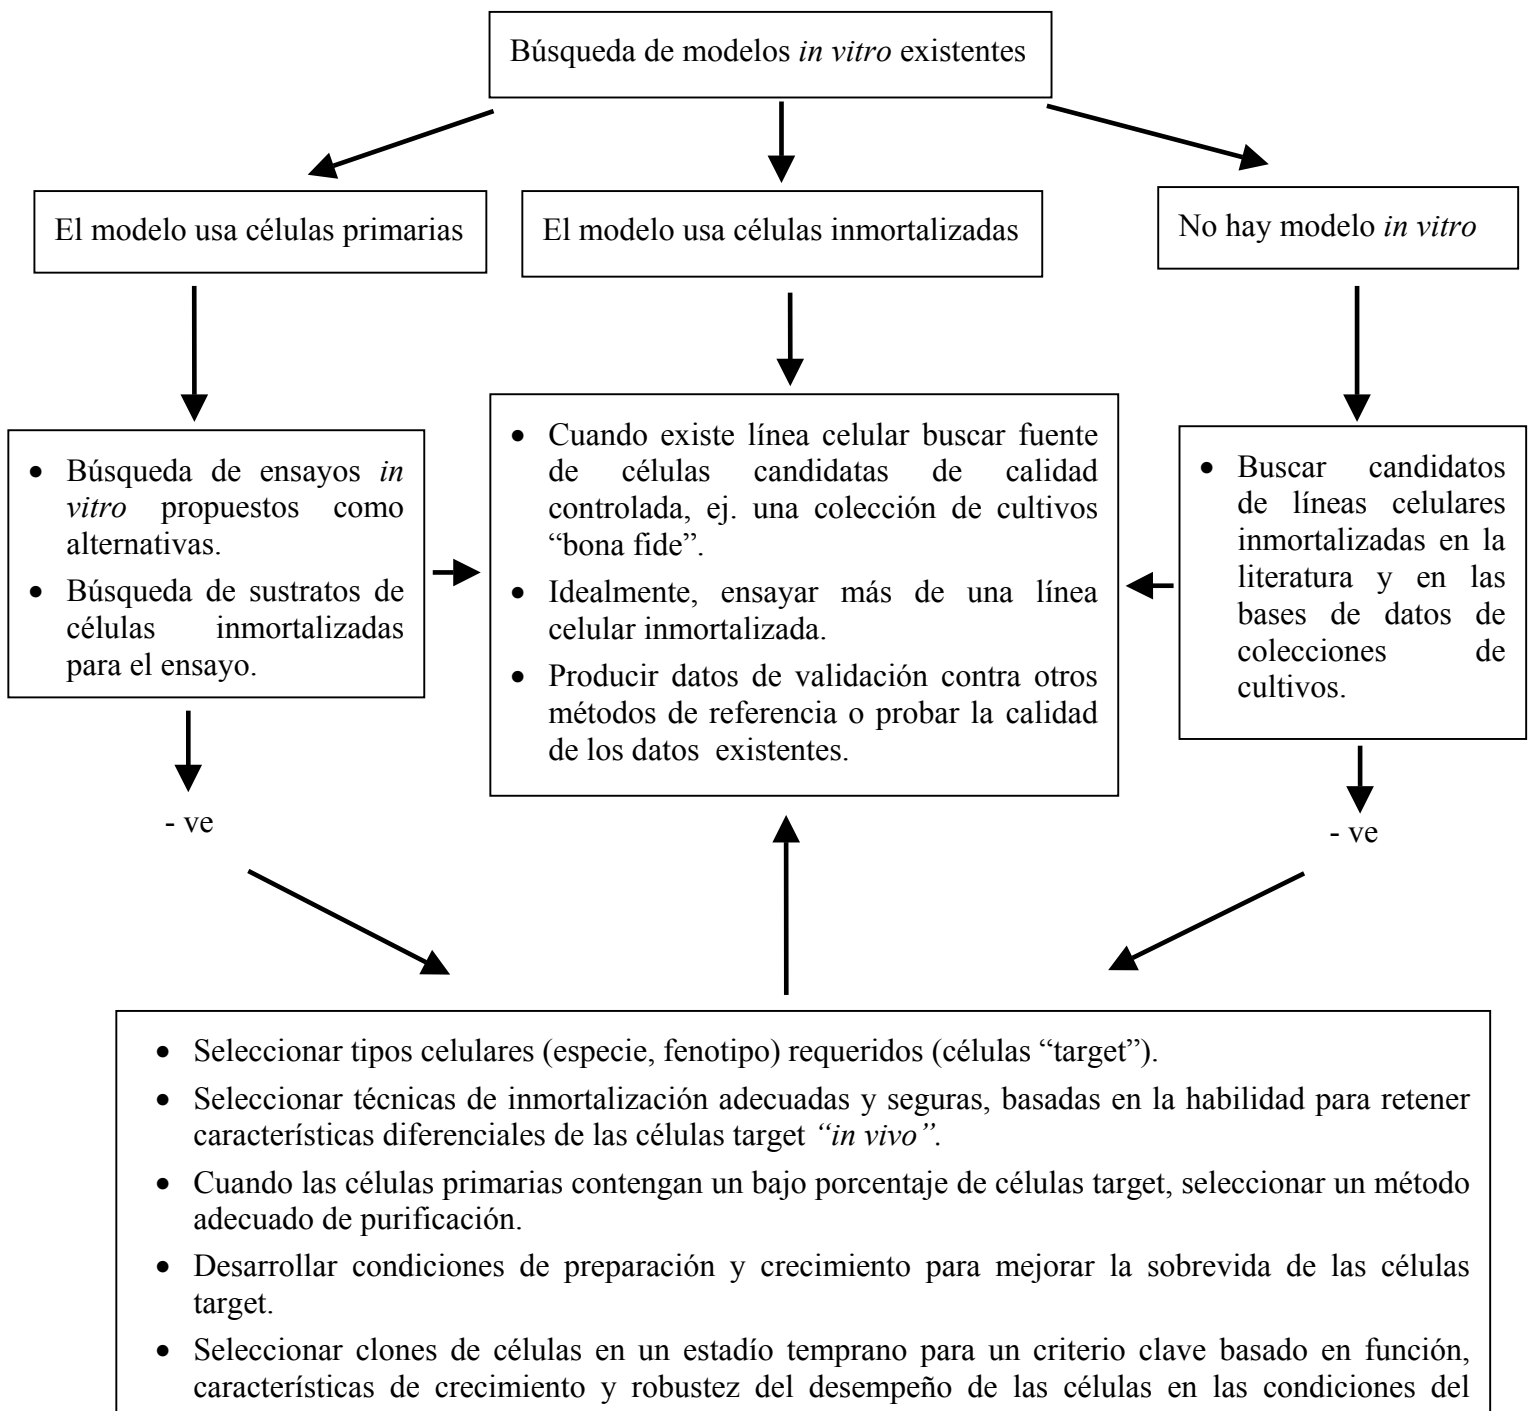 Búsqueda de modelos in vitro existentes
El modelo usa células primarias
El modelo usa células inmortalizadas
No hay modelo in vitro
• Búsqueda de ensayos in
vitro propuestos como
alternativas.
• Búsqueda de sustratos de
células inmortalizadas
para el ensayo.
• Cuando existe línea celular buscar fuente
de células candidatas de calidad
controlada, ej. una colección de cultivos
“bona fide”.
• Idealmente, ensayar más de una línea
celular inmortalizada.
• Producir datos de validación contra otros
métodos de referencia o probar la calidad
de los datos existentes.
• Buscar candidatos
de líneas celulares
inmortalizadas en la
literatura y en las
bases de datos de
colecciones de
cultivos.
- ve
- ve
• Seleccionar tipos celulares (especie, fenotipo) requeridos (células “target”).
• Seleccionar técnicas de inmortalización adecuadas y seguras, basadas en la habilidad para retener
características diferenciales de las células target “in vivo”.
• Cuando las células primarias contengan un bajo porcentaje de células target, seleccionar un método
adecuado de purificación.
• Desarrollar condiciones de preparación y crecimiento para mejorar la sobrevida de las células
target.
• Seleccionar clones de células en un estadío temprano para un criterio clave basado en función,
características de crecimiento y robustez del desempeño de las células en las condiciones del